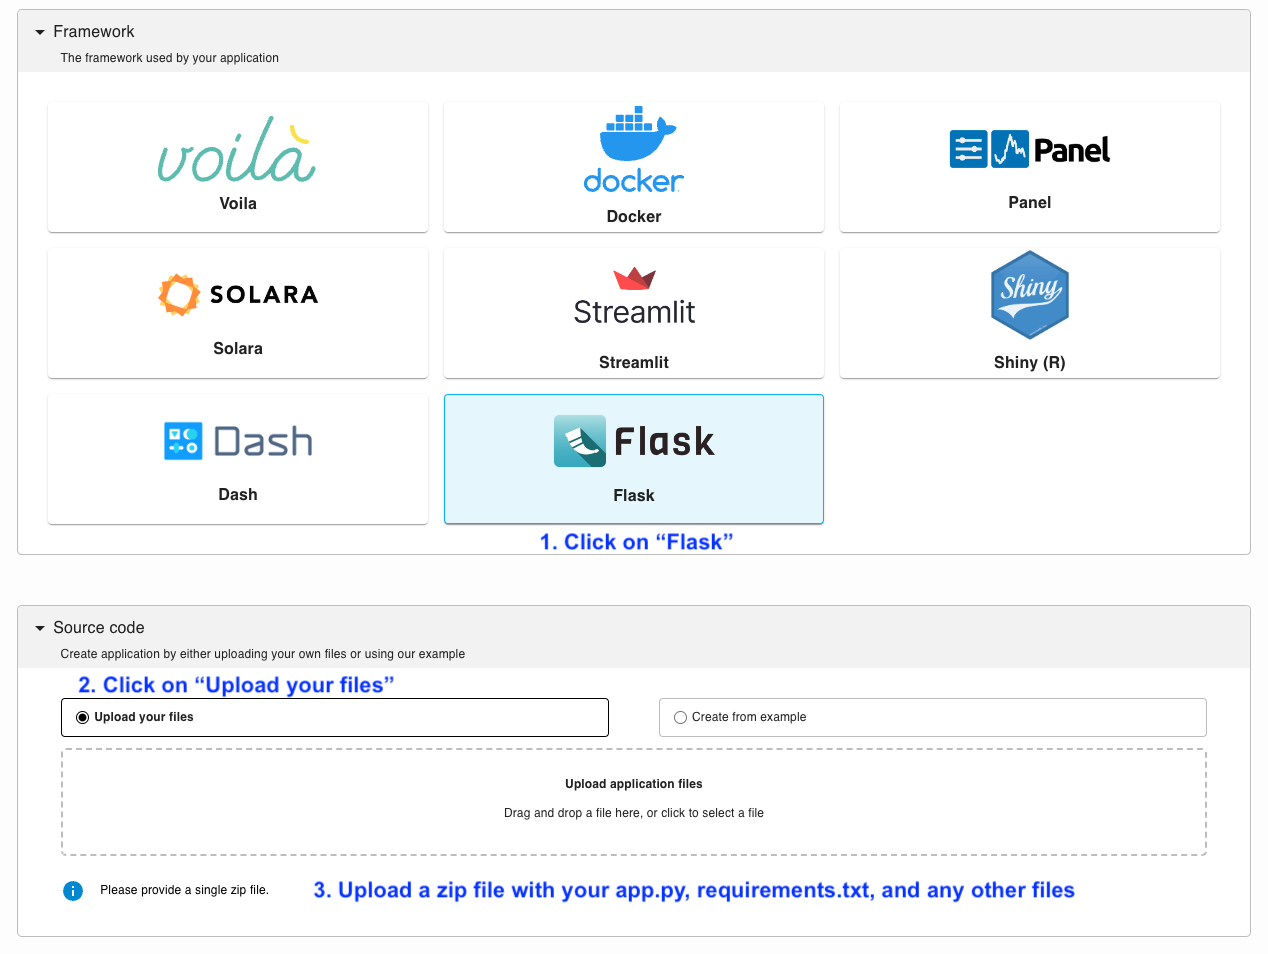 Framework
The framework used by your application
voilà
Voila
docker
Docker
Panel
Panel
SOLARA
Solara
Streamlit
Streamlit
Shiny
Shiny (R)
Dash
Dash
Flask
Flask
1. Click on “Flask”
Source code
Create application by either uploading your own files or using our example
2. Click on “Upload your files”
Upload your files
Create from example
Upload application files
Drag and drop a file here, or click to select a file
Please provide a single zip file.
3. Upload a zip file with your app.py, requirements.txt, and any other files